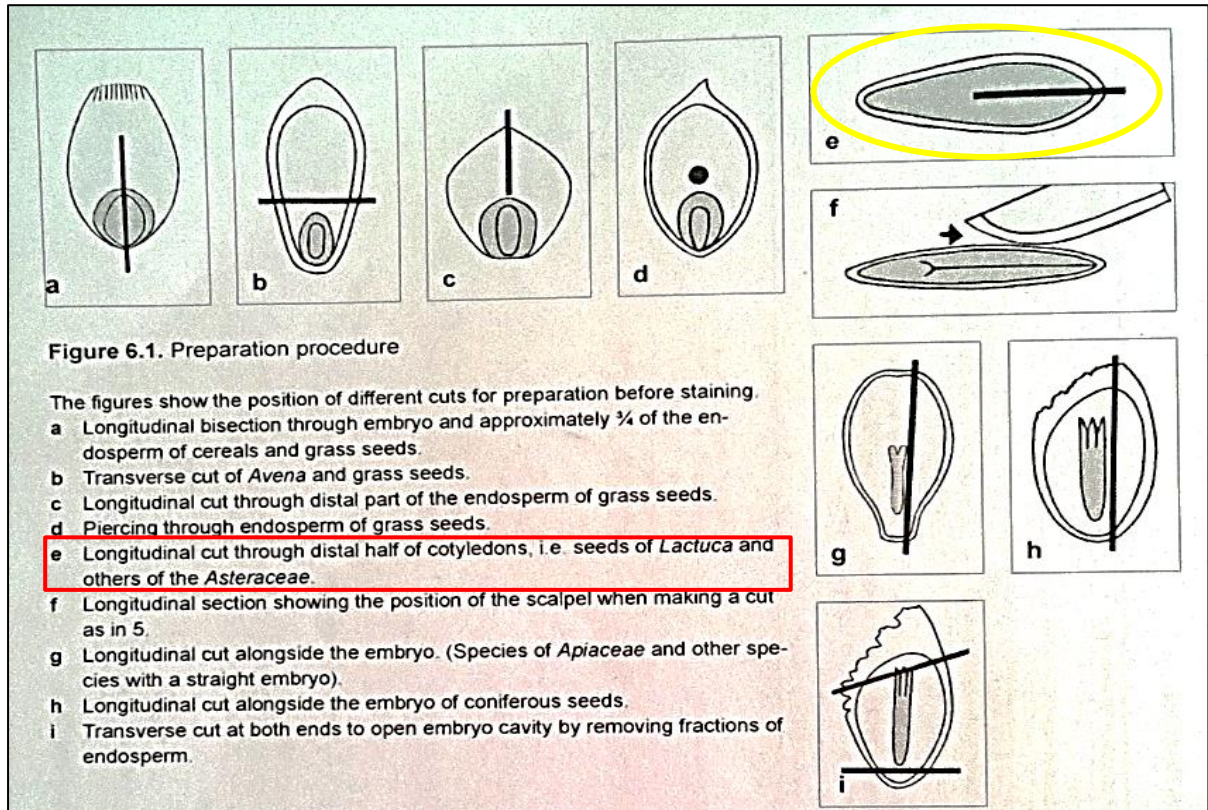 a
b
c
d
e
f
g
h
i
Figure 6.1. Preparation procedure
The figures show the position of different cuts for preparation before staining.
a Longitudinal bisection through embryo and approximately ¾ of the en-
dosperm of cereals and grass seeds.
b Transverse cut of Avena and grass seeds.
c Longitudinal cut through distal part of the endosperm of grass seeds.
d Piercing through endosperm of grass seeds.
e Longitudinal cut through distal half of cotyledons, i.e. seeds of Lactuca and
others of the Asteraceae.
f Longitudinal section showing the position of the scalpel when making a cut
as in 5.
g Longitudinal cut alongside the embryo. (Species of Apiaceae and other spe-
cies with a straight embryo).
h Longitudinal cut alongside the embryo of coniferous seeds.
i Transverse cut at both ends to open embryo cavity by removing fractions of
endosperm.